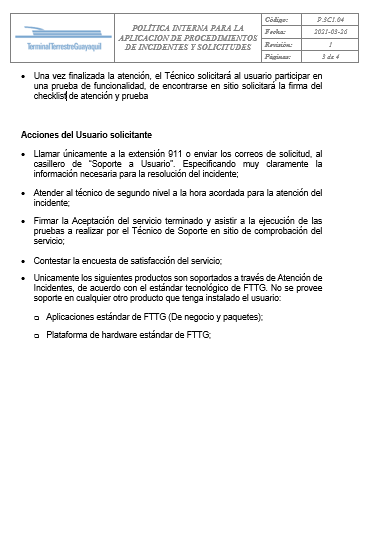 TerminalTerrestreGuayaquil
POLÍTICA INTERNA PARA LA
APLICACION DE PROCEDIMIENTOS
DE INCIDENTES Y SOLICITUDES
Código: P.SC1.04
Fecha: 2021-03-26
Revisión: 1
Páginas: 3 de 4
• Una vez finalizada la atención, el Técnico solicitará al usuario participar en
una prueba de funcionalidad, de encontrarse en sitio solicitará la firma del
checklist de atención y prueba
Acciones del Usuario solicitante
• Llamar únicamente a la extensión 911 o enviar los correos de solicitud, al
casillero de "Soporte a Usuario". Especificando muy claramente la
información necesaria para la resolución del incidente;
• Atender al técnico de segundo nivel a la hora acordada para la atención del
incidente;
• Firmar la Aceptación del servicio terminado y asistir a la ejecución de las
pruebas a realizar por el Técnico de Soporte en sitio de comprobación del
servicio;
• Contestar la encuesta de satisfacción del servicio;
• Unicamente los siguientes productos son soportados a través de Atención de
Incidentes, de acuerdo con el estándar tecnológico de FTTG. No se provee
soporte en cualquier otro producto que tenga instalado el usuario:
❑ Aplicaciones estándar de FTTG (De negocio y paquetes);
❑ Plataforma de hardware estándar de FTTG;